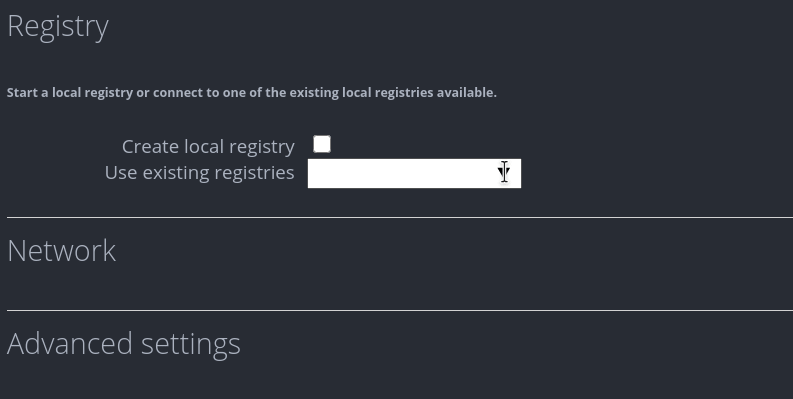 Registry
Start a local registry or connect to one of the existing local registries available.
Create local registry
Use existing registries
Network
Advanced settings